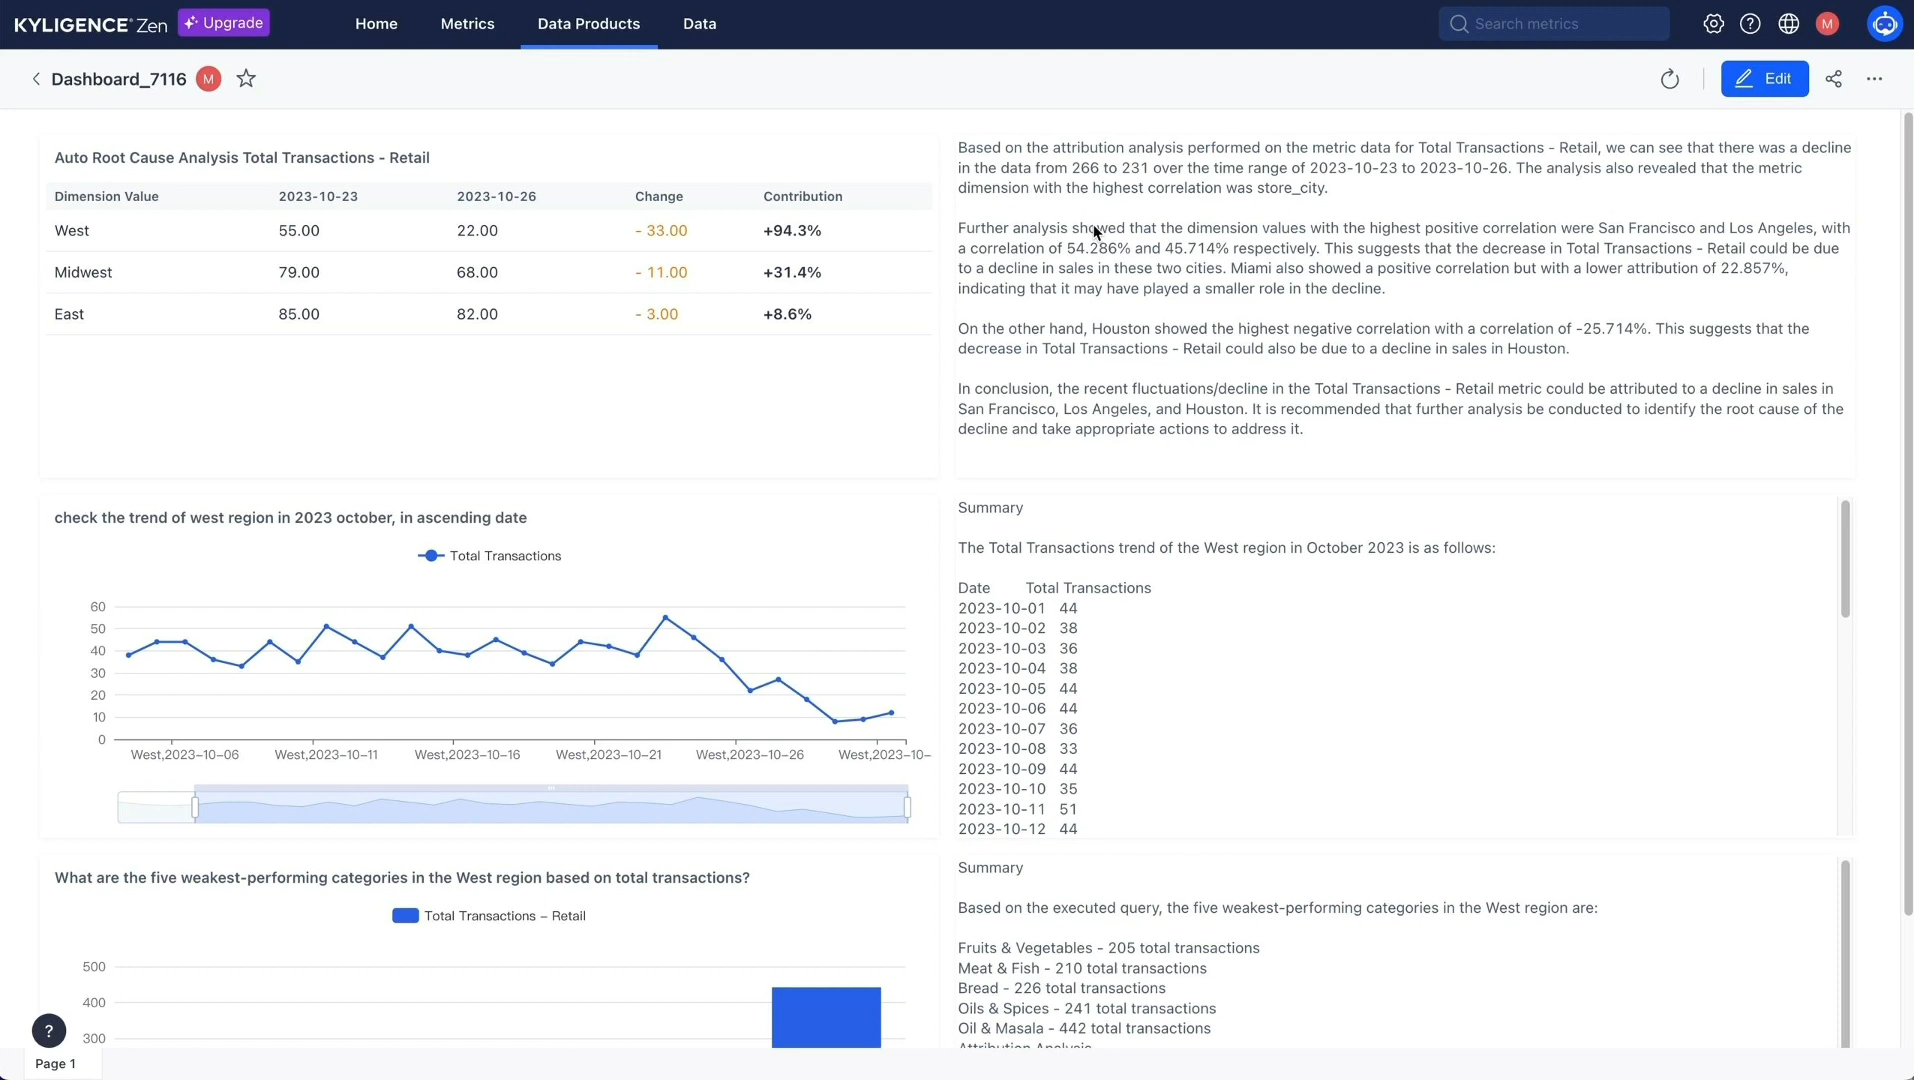 KYLIGENCE Zen
Upgrade
Home
Metrics
Data Products
Data
Search metrics
M
Dashboard_7116
M
Edit
Auto Root Cause Analysis Total Transactions - Retail
Dimension Value 2023-10-23 2023-10-26 Change Contribution
West 55.00 22.00 - 33.00 +94.3%
Midwest 79.00 68.00 - 11.00 +31.4%
East 85.00 82.00 - 3.00 +8.6%
Based on the attribution analysis performed on the metric data for Total Transactions - Retail, we can see that there was a decline
in the data from 266 to 231 over the time range of 2023-10-23 to 2023-10-26. The analysis also revealed that the metric
dimension with the highest correlation was store_city.
Further analysis showed that the dimension values with the highest positive correlation were San Francisco and Los Angeles, with
a correlation of 54.286% and 45.714% respectively. This suggests that the decrease in Total Transactions - Retail could be due
to a decline in sales in these two cities. Miami also showed a positive correlation but with a lower attribution of 22.857%,
indicating that it may have played a smaller role in the decline.
On the other hand, Houston showed the highest negative correlation with a correlation of -25.714%. This suggests that the
decrease in Total Transactions - Retail could also be due to a decline in sales in Houston.
In conclusion, the recent fluctuations/decline in the Total Transactions - Retail metric could be attributed to a decline in sales in
San Francisco, Los Angeles, and Houston. It is recommended that further analysis be conducted to identify the root cause of the
decline and take appropriate actions to address it.
check the trend of west region in 2023 october, in ascending date
Total Transactions
60
50
40
30
20
10
0
West,2023-10-06 West,2023-10-11 West,2023-10-16 West,2023-10-21 West,2023-10-26 West,2023-10-
Summary
The Total Transactions trend of the West region in October 2023 is as follows:
Date Total Transactions
2023-10-01 44
2023-10-02 38
2023-10-03 36
2023-10-04 38
2023-10-05 44
2023-10-06 44
2023-10-07 36
2023-10-08 33
2023-10-09 44
2023-10-10 35
2023-10-11 51
2023-10-12 44
What are the five weakest-performing categories in the West region based on total transactions?
Total Transactions - Retail
500
400
300
Summary
Based on the executed query, the five weakest-performing categories in the West region are:
Fruits & Vegetables - 205 total transactions
Meat & Fish - 210 total transactions
Bread - 226 total transactions
Oils & Spices - 241 total transactions
Oil & Masala - 442 total transactions
Attribution Analysis
?
Page 1